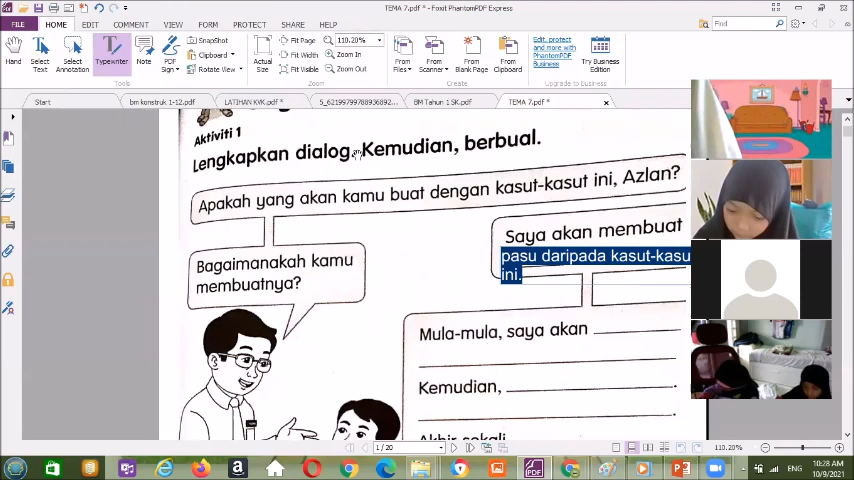 TEMA 7.pdf * - Foxit PhantomPDF Express
FILE HOME EDIT COMMENT VIEW FORM PROTECT SHARE HELP
Find
Hand
Select Text
Select Annotation
Typewriter
Note
PDF Sign
SnapShot
Clipboard
Rotate View
Tools
Actual Size
Fit Page
Fit Width
Fit Visible
110.20%
Zoom In
Zoom Out
View
From Files
From Scanner
From Blank Page
From Clipboard
Create
Edit, protect and more with PhantomPDF Business
Try Business Edition
Upgrade to Business
Start
bm konstruk 1-12.pdf
LATIHAN KVK.pdf *
5_62199799788936892...
BM Tahun 1 SK.pdf
TEMA 7.pdf *
Aktiviti 1
Lengkapkan dialog. Kemudian, berbual.
Apakah yang akan kamu buat dengan kasut-kasut ini, Azlan?
Saya akan membuat
pasu daripada kasut-kasu
ini.
Bagaimanakah kamu
membuatnya?
Mula-mula, saya akan
Kemudian,
Akhir sekali
1 / 20
110.20%
ENG
10:28 AM
10/9/2021